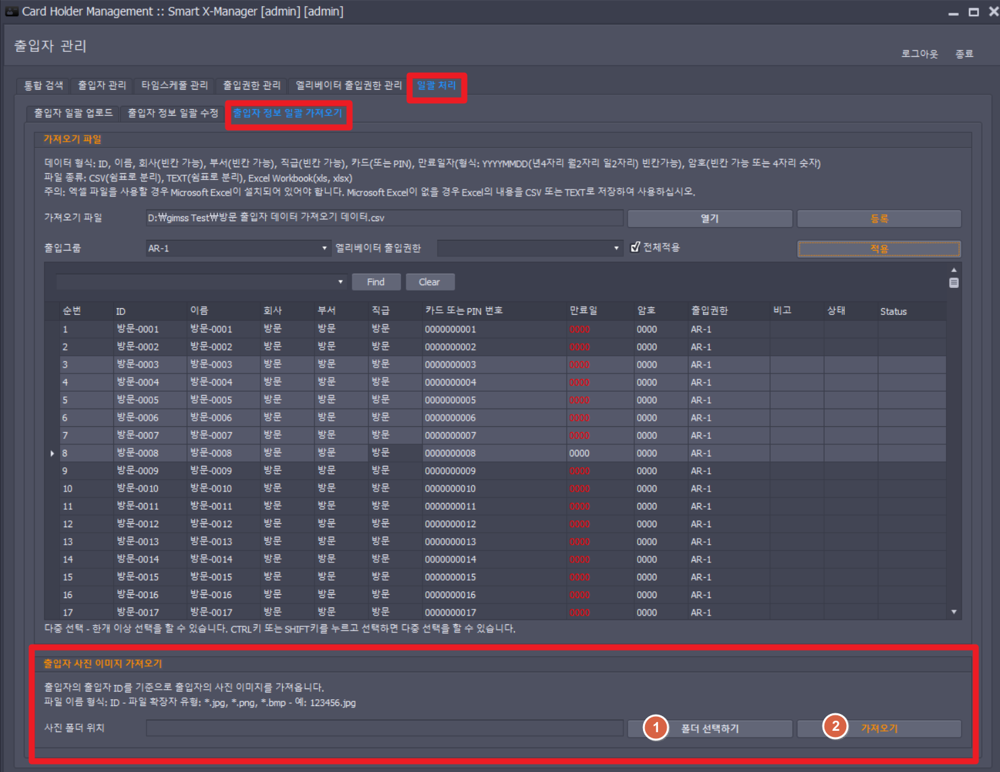 Card Holder Management :: Smart X-Manager [admin] [admin]
출입자 관리
로그아웃 종료
통합 검색 출입자 관리 타임스케쥴 관리 출입권한 관리 엘리베이터 출입권한 관리 일괄 처리
출입자 일괄 업로드 출입자 정보 일괄 수정 출입자 정보 일괄 가져오기
가져오기 파일
데이터 형식: ID, 이름, 회사(빈칸 가능), 부서(빈칸 가능), 직급(빈칸 가능), 카드(또는 PIN), 만료일자(형식: YYYYMMDD(년4자리 월2자리 일2자리) 빈칸가능), 암호(빈칸 가능 또는 4자리 숫자)
파일 종류: CSV(쉼표로 분리), TEXT(쉼표로 분리), Excel Workbook(xls, xlsx)
주의: 엑셀 파일을 사용할 경우 Microsoft Excel이 설치되어 있어야 합니다. Microsoft Excel이 없을 경우 Excel의 내용을 CSV 또는 TEXT로 저장하여 사용하십시오.
가져오기 파일 D:₩gimss Test₩방문 출입자 데이터 가져오기 데이터.csv 열기 등록
출입그룹 AR-1 엘리베이터 출입권한 전체적용 적용
Find Clear
순번 ID 이름 회사 부서 직급 카드 또는 PIN 번호 만료일 암호 출입권한 비고 상태 Status
1 방문-0001 방문-0001 방문 방문 방문 0000000001 0000 0000 AR-1
2 방문-0002 방문-0002 방문 방문 방문 0000000002 0000 0000 AR-1
3 방문-0003 방문-0003 방문 방문 방문 0000000003 0000 0000 AR-1
4 방문-0004 방문-0004 방문 방문 방문 0000000004 0000 0000 AR-1
5 방문-0005 방문-0005 방문 방문 방문 0000000005 0000 0000 AR-1
6 방문-0006 방문-0006 방문 방문 방문 0000000006 0000 0000 AR-1
7 방문-0007 방문-0007 방문 방문 방문 0000000007 0000 0000 AR-1
8 방문-0008 방문-0008 방문 방문 방문 0000000008 0000 0000 AR-1
9 방문-0009 방문-0009 방문 방문 방문 0000000009 0000 0000 AR-1
10 방문-0010 방문-0010 방문 방문 방문 0000000010 0000 0000 AR-1
11 방문-0011 방문-0011 방문 방문 방문 0000000011 0000 0000 AR-1
12 방문-0012 방문-0012 방문 방문 방문 0000000012 0000 0000 AR-1
13 방문-0013 방문-0013 방문 방문 방문 0000000013 0000 0000 AR-1
14 방문-0014 방문-0014 방문 방문 방문 0000000014 0000 0000 AR-1
15 방문-0015 방문-0015 방문 방문 방문 0000000015 0000 0000 AR-1
16 방문-0016 방문-0016 방문 방문 방문 0000000016 0000 0000 AR-1
17 방문-0017 방문-0017 방문 방문 방문 0000000017 0000 0000 AR-1
다중 선택 - 한개 이상 선택을 할 수 있습니다. CTRL키 또는 SHIFT키를 누르고 선택하면 다중 선택을 할 수 있습니다.
출입자 사진 이미지 가져오기
출입자의 출입자 ID를 기준으로 출입자의 사진 이미지를 가져옵니다.
파일 이름 형식: ID - 파일 확장자 유형: *.jpg, *.png, *.bmp - 예: 123456.jpg
사진 폴더 위치 1 폴더 선택하기 2 가져오기